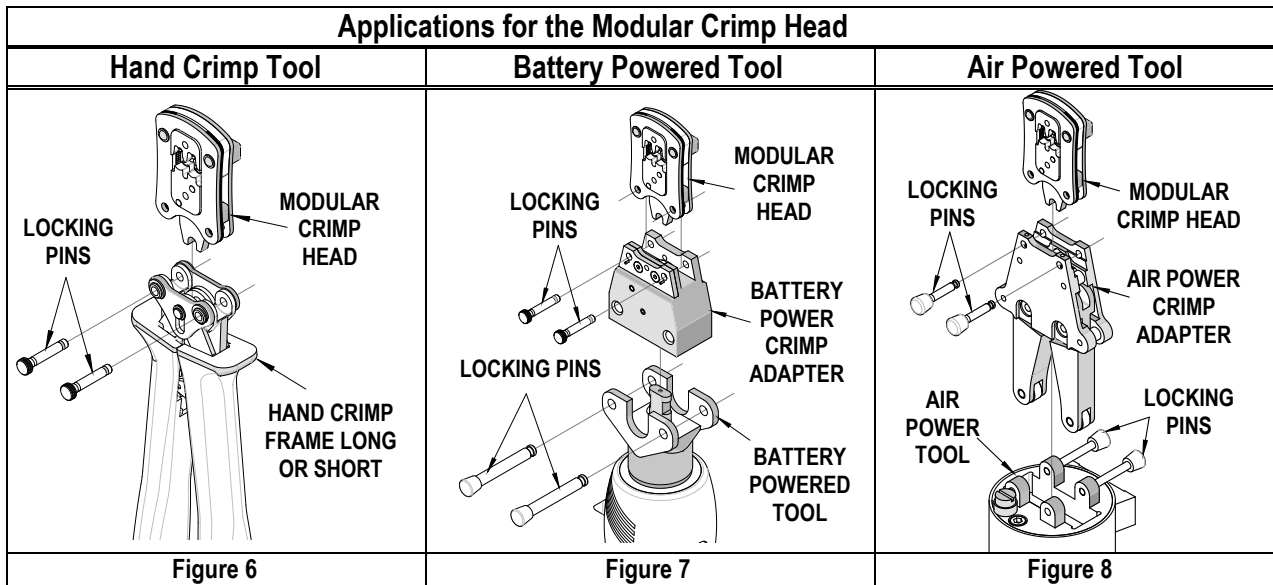 Applications for the Modular Crimp Head
Hand Crimp Tool
Battery Powered Tool
Air Powered Tool
LOCKING
PINS
MODULAR
CRIMP
HEAD
HAND CRIMP
FRAME LONG
OR SHORT
LOCKING
PINS
MODULAR
CRIMP
HEAD
BATTERY
POWER
CRIMP
ADAPTER
LOCKING PINS
BATTERY
POWERED
TOOL
LOCKING
PINS
MODULAR
CRIMP HEAD
AIR POWER
CRIMP
ADAPTER
AIR
POWER
TOOL
LOCKING
PINS
Figure 6
Figure 7
Figure 8